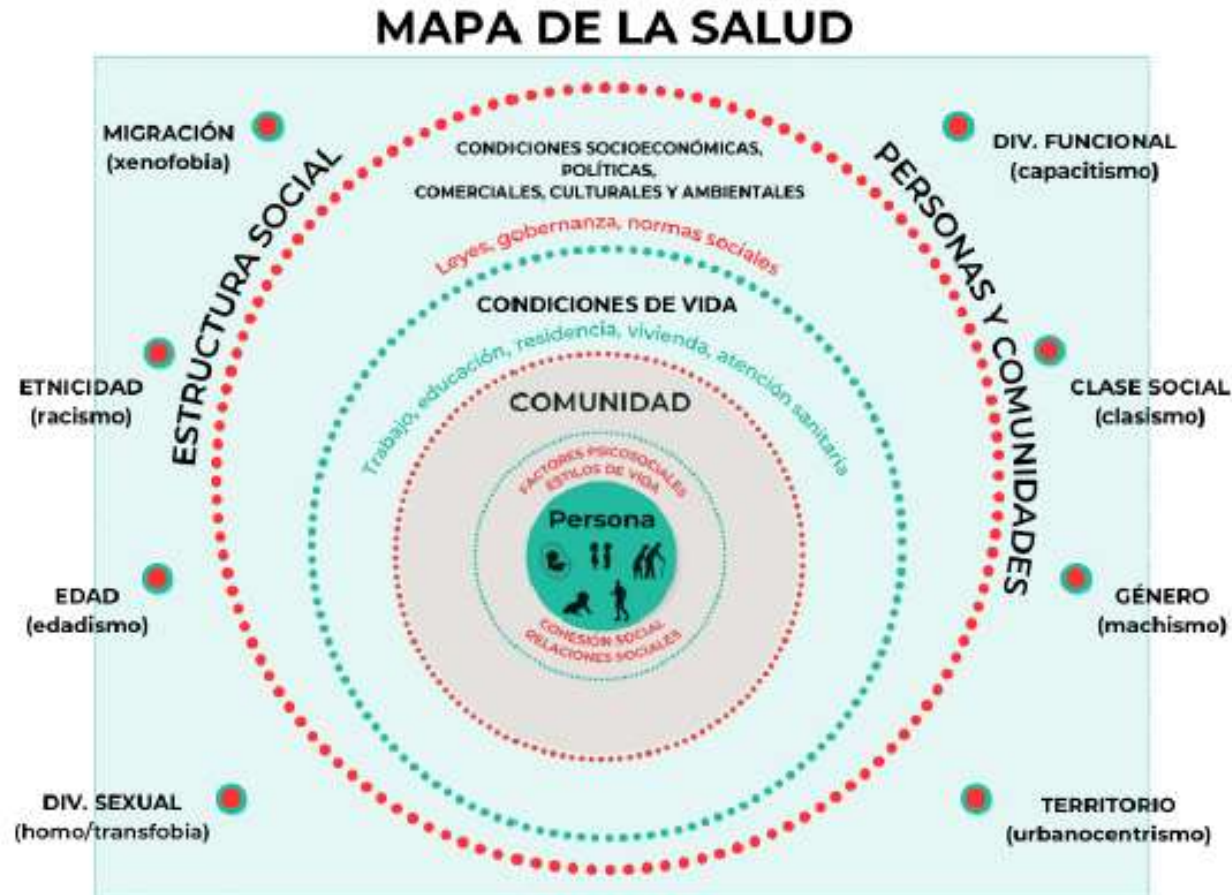 MAPA DE LA SALUD
MIGRACIÓN
(xenofobia)
ETNICIDAD
(racismo)
EDAD
(edadismo)
DIV. SEXUAL
(homo/transfobia)
ESTRUCTURA SOCIAL
CONDICIONES SOCIOECONÓMICAS,
POLÍTICAS,
COMERCIALES, CULTURALES Y AMBIENTALES
Leyes, gobernanza, normas sociales
CONDICIONES DE VIDA
Trabajo, educación, residencia, vivienda, atención sanitaria
COMUNIDAD
FACTORES PSICOSOCIALES
ESTILOS DE VIDA
Persona
COHESIÓN SOCIAL
RELACIONES SOCIALES
PERSONAS Y COMUNIDADES
DIV. FUNCIONAL
(capacitismo)
CLASE SOCIAL
(clasismo)
GÉNERO
(machismo)
TERRITORIO
(urbanocentrismo)